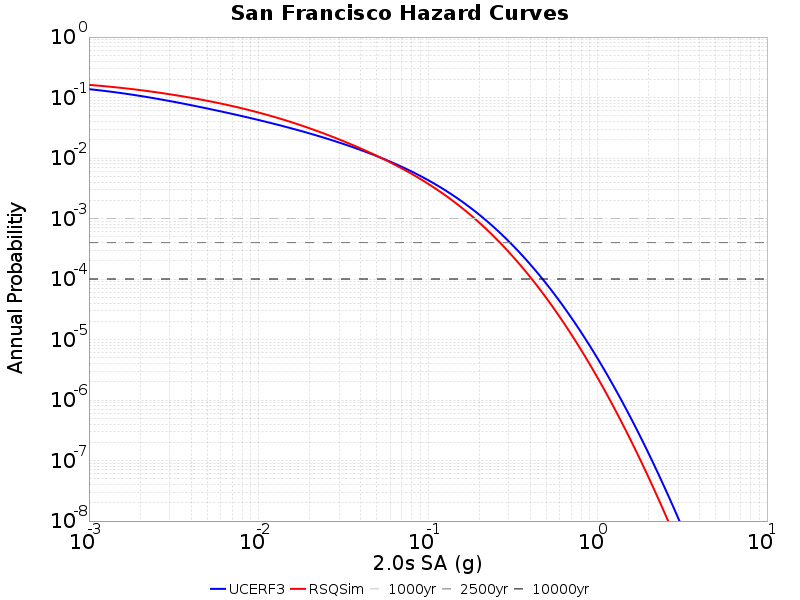 San Francisco Hazard Curves
Annual Probabilitiy
10^0
10^-1
10^-2
10^-3
10^-4
10^-5
10^-6
10^-7
10^-8
10^-3 10^-2 10^-1 10^0 10^1
2.0s SA (g)
UCERF3 RSQSim 1000yr 2500yr 10000yr